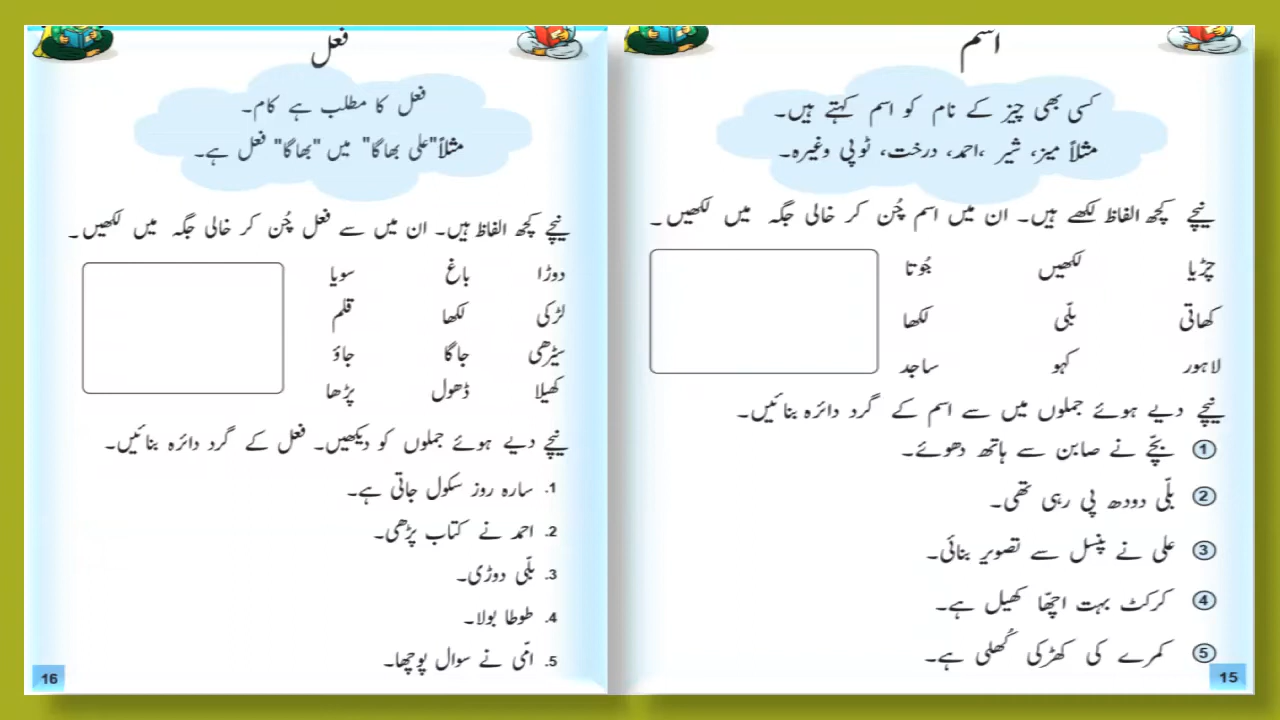 اسم
کسی بھی چیز کے نام کو اسم کہتے ہیں۔
مثلاً میز، شیر ،احمد، درخت، ٹوپی وغیرہ۔
نیچے کچھ الفاظ لکھے ہیں۔ ان میں اسم چُن کر خالی جگہ میں لکھیں۔
چڑیا لکھیں جُوتا
کھاتی بلّی لکھا
لاہور کہو ساجد
نیچے دیے ہوئے جملوں میں سے اسم کے گرد دائرہ بنائیں۔
1 بچّے نے صابن سے ہاتھ دھوئے۔
2 بلّی دودھ پی رہی تھی۔
3 علی نے پنسل سے تصویر بنائی۔
4 کرکٹ بہت اچھّا کھیل ہے۔
5 کمرے کی کھڑکی کُھلی ہے۔
15
فعل
فعل کا مطلب ہے کام۔
مثلاً"علی بھاگا" میں "بھاگا" فعل ہے۔
نیچے کچھ الفاظ ہیں۔ ان میں سے فعل چُن کر خالی جگہ میں لکھیں۔
دوڑا باغ سویا
لڑکی لکھا قلم
سیڑھی جاگا جاؤ
کھیلا ڈھول پڑھا
نیچے دیے ہوئے جملوں کو دیکھیں۔ فعل کے گرد دائرہ بنائیں۔
1. سارہ روز سکول جاتی ہے۔
2. احمد نے کتاب پڑھی۔
3. بلّی دوڑی۔
4. طوطا بولا۔
5. امّی نے سوال پوچھا۔
16